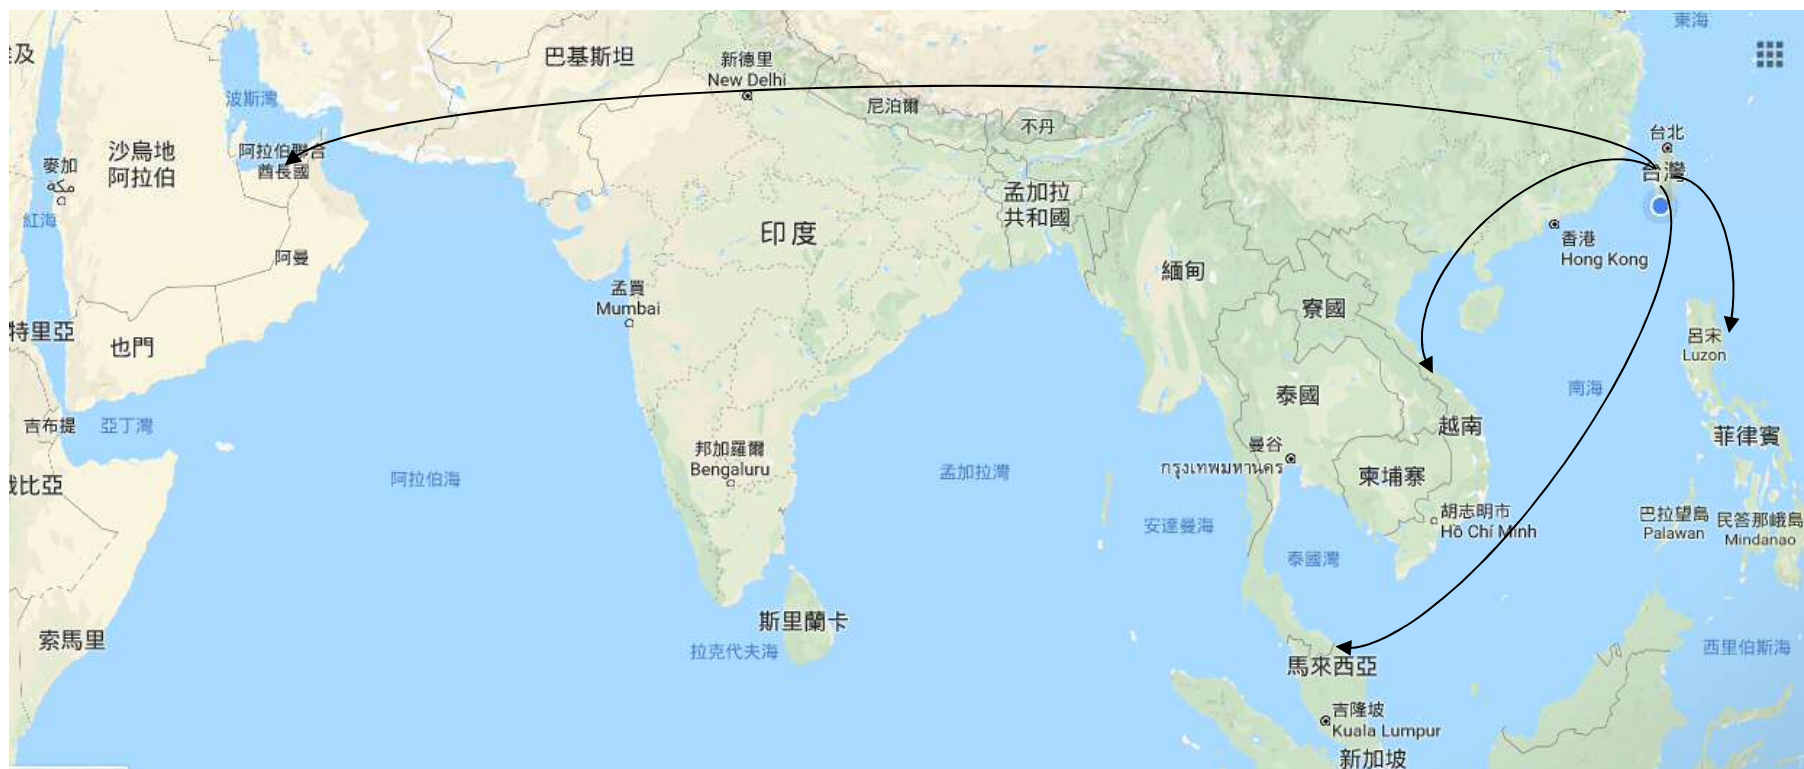 東海
埃及
巴基斯坦
新德里
New Delhi
波斯灣
尼泊爾
不丹
台北
沙烏地
阿拉伯
阿拉伯聯合
酋長國
麥加
مكة
台灣
孟加拉
共和國
紅海
印度
香港
Hong Kong
阿曼
緬甸
孟買
Mumbai
寮國
特里亞
也門
呂宋
Luzon
泰國
南海
吉布提
亞丁灣
越南
菲律賓
曼谷
กรุงเทพมหานคร
邦加羅爾
Bengaluru
阿拉伯海
孟加拉灣
柬埔寨
比亞
胡志明市
Hồ Chí Minh
安達曼海
巴拉望島
Palawan
民答那峨島
Mindanao
泰國灣
斯里蘭卡
索馬里
拉克代夫海
西里伯斯海
馬來西亞
吉隆坡
Kuala Lumpur
新加坡